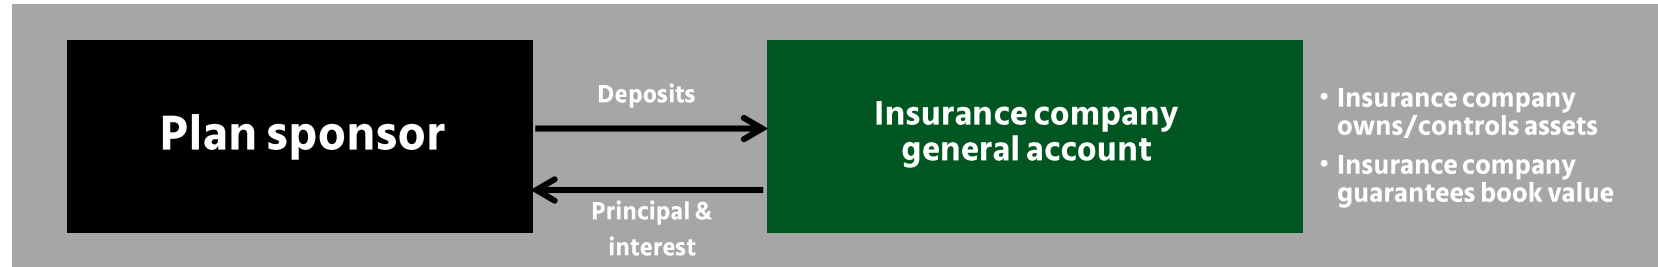 Plan sponsor
Deposits
Principal &
interest
Insurance company
general account
• Insurance company
owns/controls assets
• Insurance company
guarantees book value